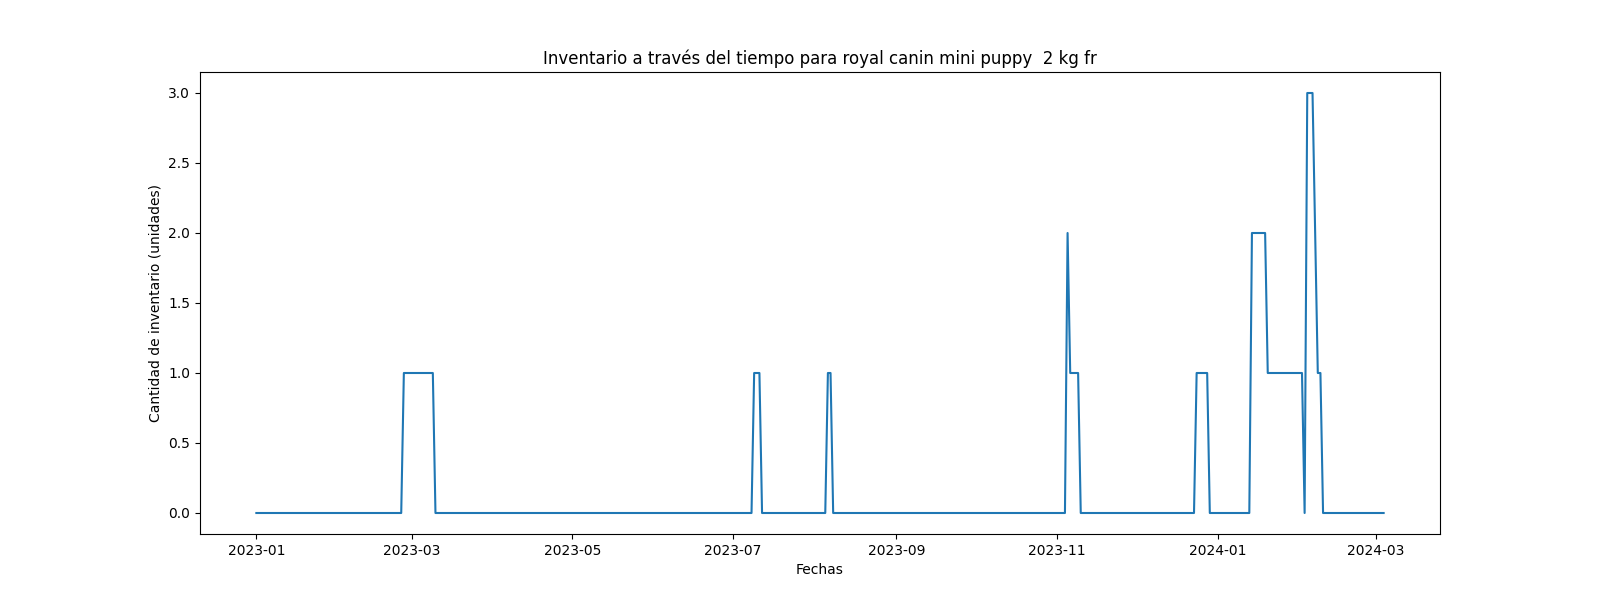 Inventario a través del tiempo para royal canin mini puppy  2 kg fr
Cantidad de inventario (unidades)
3.0
2.5
2.0
1.5
1.0
0.5
0.0
2023-01 2023-03 2023-05 2023-07 2023-09 2023-11 2024-01 2024-03
Fechas